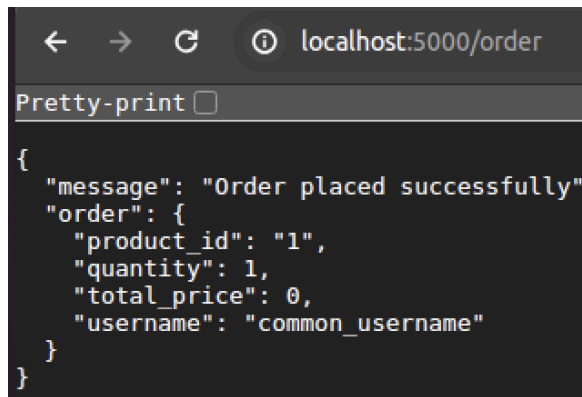 localhost:5000/order
Pretty-print
{
  "message": "Order placed successfully"
  "order": {
    "product_id": "1",
    "quantity": 1,
    "total_price": 0,
    "username": "common_username"
  }
}